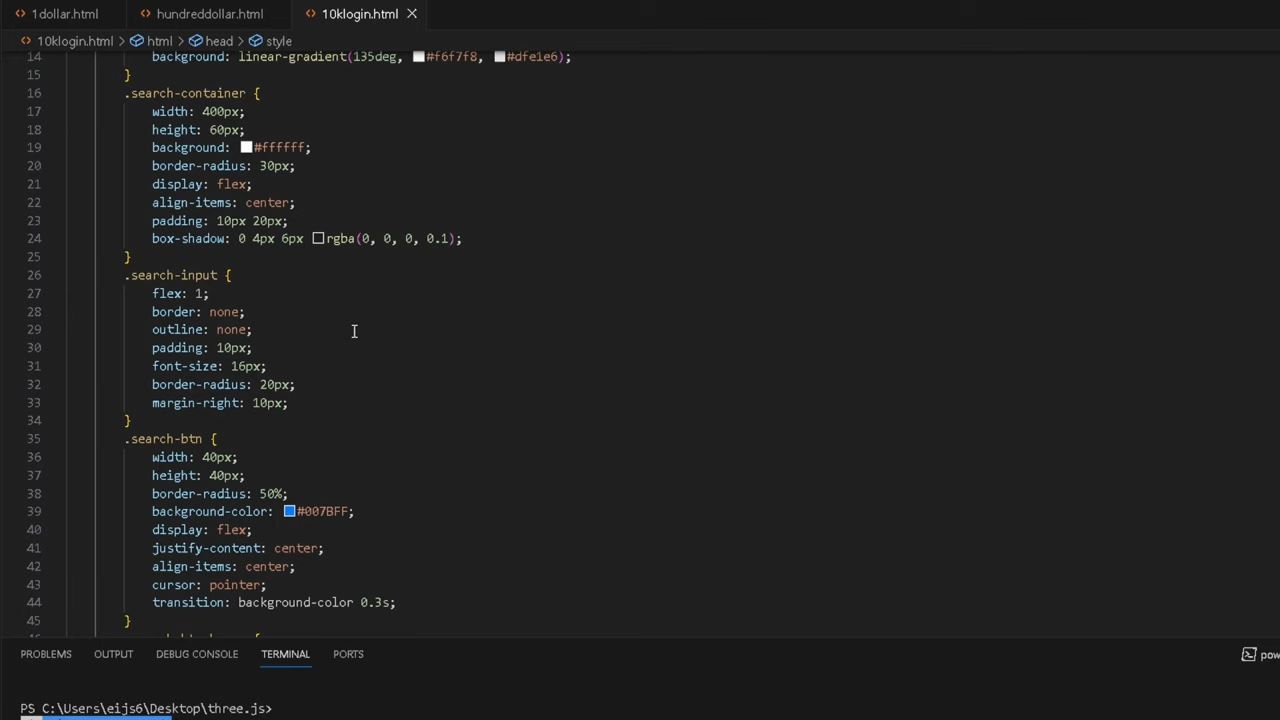 1dollar.html hundreddollar.html 10klogin.html
10klogin.html > html > head > style
14 background: linear-gradient(135deg, #f6f7f8, #dfe1e6);
15 }
16 .search-container {
17 width: 400px;
18 height: 60px;
19 background: #ffffff;
20 border-radius: 30px;
21 display: flex;
22 align-items: center;
23 padding: 10px 20px;
24 box-shadow: 0 4px 6px rgba(0, 0, 0, 0.1);
25 }
26 .search-input {
27 flex: 1;
28 border: none;
29 outline: none;
30 padding: 10px;
31 font-size: 16px;
32 border-radius: 20px;
33 margin-right: 10px;
34 }
35 .search-btn {
36 width: 40px;
37 height: 40px;
38 border-radius: 50%;
39 background-color: #007BFF;
40 display: flex;
41 justify-content: center;
42 align-items: center;
43 cursor: pointer;
44 transition: background-color 0.3s;
45 }
PROBLEMS OUTPUT DEBUG CONSOLE TERMINAL PORTS
PS C:\Users\eijs6\Desktop\three.js>